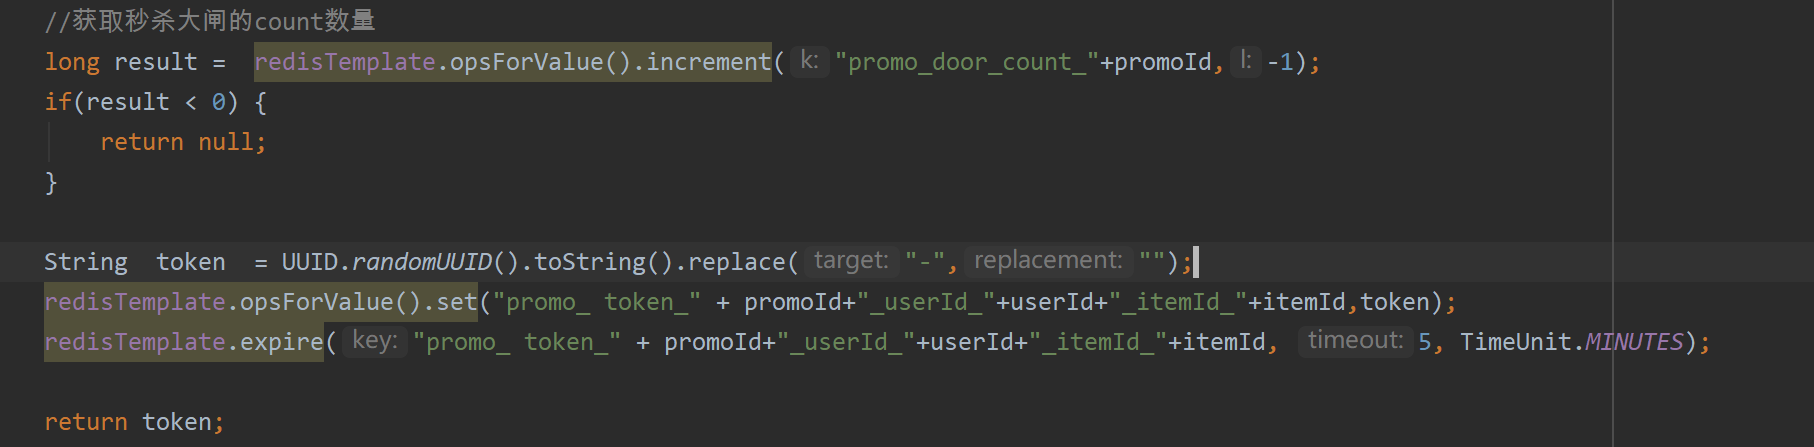 //获取秒杀大闸的count数量
long result =  redisTemplate.opsForValue().increment( k: "promo_door_count_"+promoId, l: -1);
if(result < 0) {
    return null;
}
String  token  = UUID.randomUUID().toString().replace( target: "-", replacement: "");
redisTemplate.opsForValue().set("promo_ token_" + promoId+"_userId_"+userId+"_itemId_"+itemId,token);
redisTemplate.expire( key: "promo_ token_" + promoId+"_userId_"+userId+"_itemId_"+itemId, timeout: 5, TimeUnit.MINUTES);
return token;